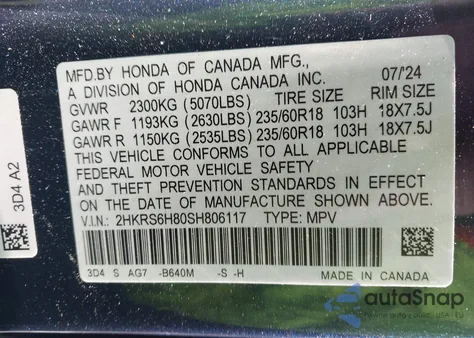 MFD.BY HONDA OF CANADA MFG.,
A DIVISION OF HONDA CANADA INC. 07/'24
GVWR 2300KG (5070LBS) TIRE SIZE RIM SIZE
GAWR F 1193KG (2630LBS) 235/60R18 103H 18X7.5J
GAWR R 1150KG (2535LBS) 235/60R18 103H 18X7.5J
THIS VEHICLE CONFORMS TO ALL APPLICABLE
FEDERAL MOTOR VEHICLE SAFETY
AND THEFT PREVENTION STANDARDS IN EFFECT
ON THE DATE OF MANUFACTURE SHOWN ABOVE.
V.I.N.: 2HKRS6H80SH806117 TYPE: MPV
3D4 S AG7 -B640M -S -H MADE IN CANADA
3D4 A2
autoSnap